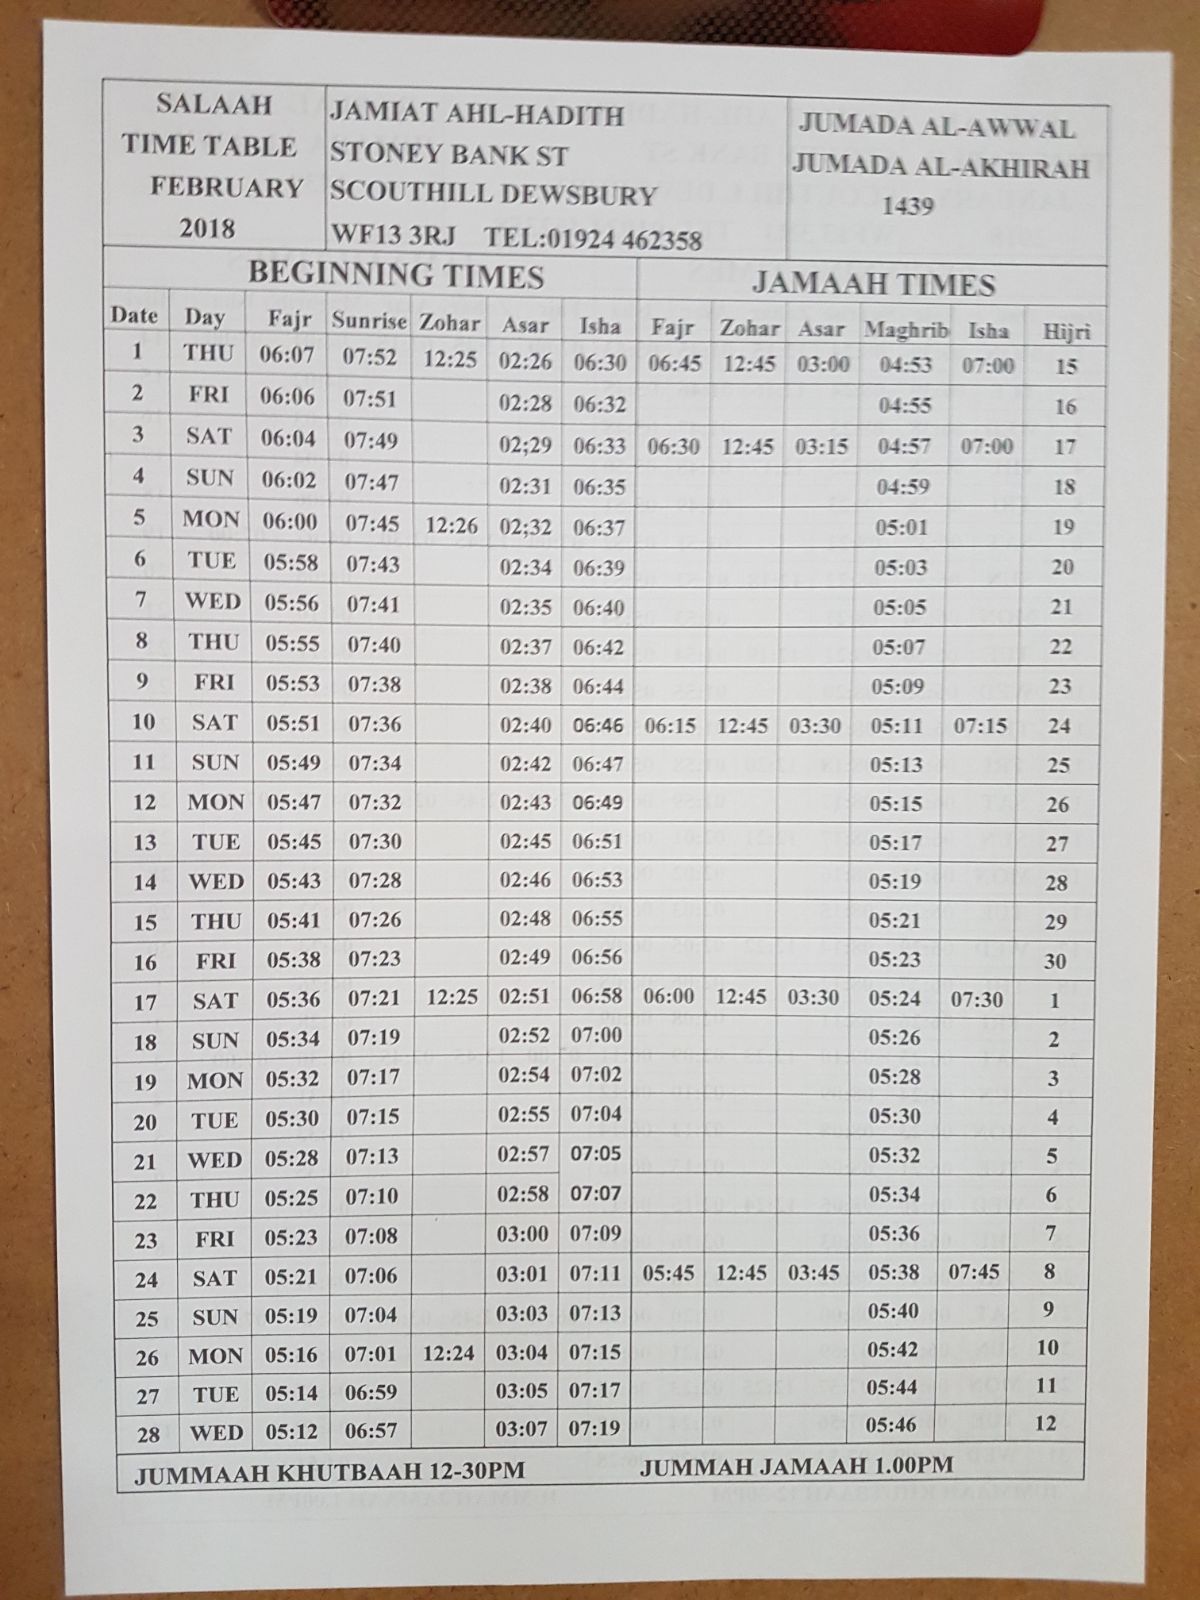 SALAAH
TIME TABLE
FEBRUARY
2018
JAMIAT AHL-HADITH
STONEY BANK ST
SCOUTHILL DEWSBURY
WF13 3RJ TEL:01924 462358
JUMADA AL-AWWAL
JUMADA AL-AKHIRAH
1439
BEGINNING TIMES JAMAAH TIMES
Date Day Fajr Sunrise Zohar Asar Isha Fajr Zohar Asar Maghrib Isha Hijri
1 THU 06:07 07:52 12:25 02:26 06:30 06:45 12:45 03:00 04:53 07:00 15
2 FRI 06:06 07:51 02:28 06:32 04:55 16
3 SAT 06:04 07:49 02;29 06:33 06:30 12:45 03:15 04:57 07:00 17
4 SUN 06:02 07:47 02:31 06:35 04:59 18
5 MON 06:00 07:45 12:26 02;32 06:37 05:01 19
6 TUE 05:58 07:43 02:34 06:39 05:03 20
7 WED 05:56 07:41 02:35 06:40 05:05 21
8 THU 05:55 07:40 02:37 06:42 05:07 22
9 FRI 05:53 07:38 02:38 06:44 05:09 23
10 SAT 05:51 07:36 02:40 06:46 06:15 12:45 03:30 05:11 07:15 24
11 SUN 05:49 07:34 02:42 06:47 05:13 25
12 MON 05:47 07:32 02:43 06:49 05:15 26
13 TUE 05:45 07:30 02:45 06:51 05:17 27
14 WED 05:43 07:28 02:46 06:53 05:19 28
15 THU 05:41 07:26 02:48 06:55 05:21 29
16 FRI 05:38 07:23 02:49 06:56 05:23 30
17 SAT 05:36 07:21 12:25 02:51 06:58 06:00 12:45 03:30 05:24 07:30 1
18 SUN 05:34 07:19 02:52 07:00 05:26 2
19 MON 05:32 07:17 02:54 07:02 05:28 3
20 TUE 05:30 07:15 02:55 07:04 05:30 4
21 WED 05:28 07:13 02:57 07:05 05:32 5
22 THU 05:25 07:10 02:58 07:07 05:34 6
23 FRI 05:23 07:08 03:00 07:09 05:36 7
24 SAT 05:21 07:06 03:01 07:11 05:45 12:45 03:45 05:38 07:45 8
25 SUN 05:19 07:04 03:03 07:13 05:40 9
26 MON 05:16 07:01 12:24 03:04 07:15 05:42 10
27 TUE 05:14 06:59 03:05 07:17 05:44 11
28 WED 05:12 06:57 03:07 07:19 05:46 12
JUMMAAH KHUTBAAH 12-30PM JUMMAH JAMAAH 1.00PM